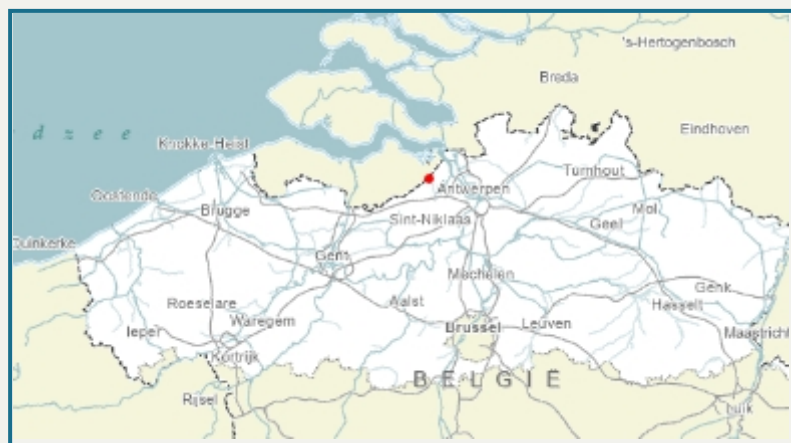 's-Hertogenbosch
Breda
d z e e
Eindhoven
Knokke-Heist
Turnhout
Antwerpen
Oostende
Mol
Brugge
Sint-Niklaas
Geel
Duinkerke
Gent
Mechelen
Genk
Roeselare
Aalst
Hasselt
Ieper
Waregem
Brussel
Leuven
Maastricht
Kortrijk
BELGIË
Rijsel
Luik